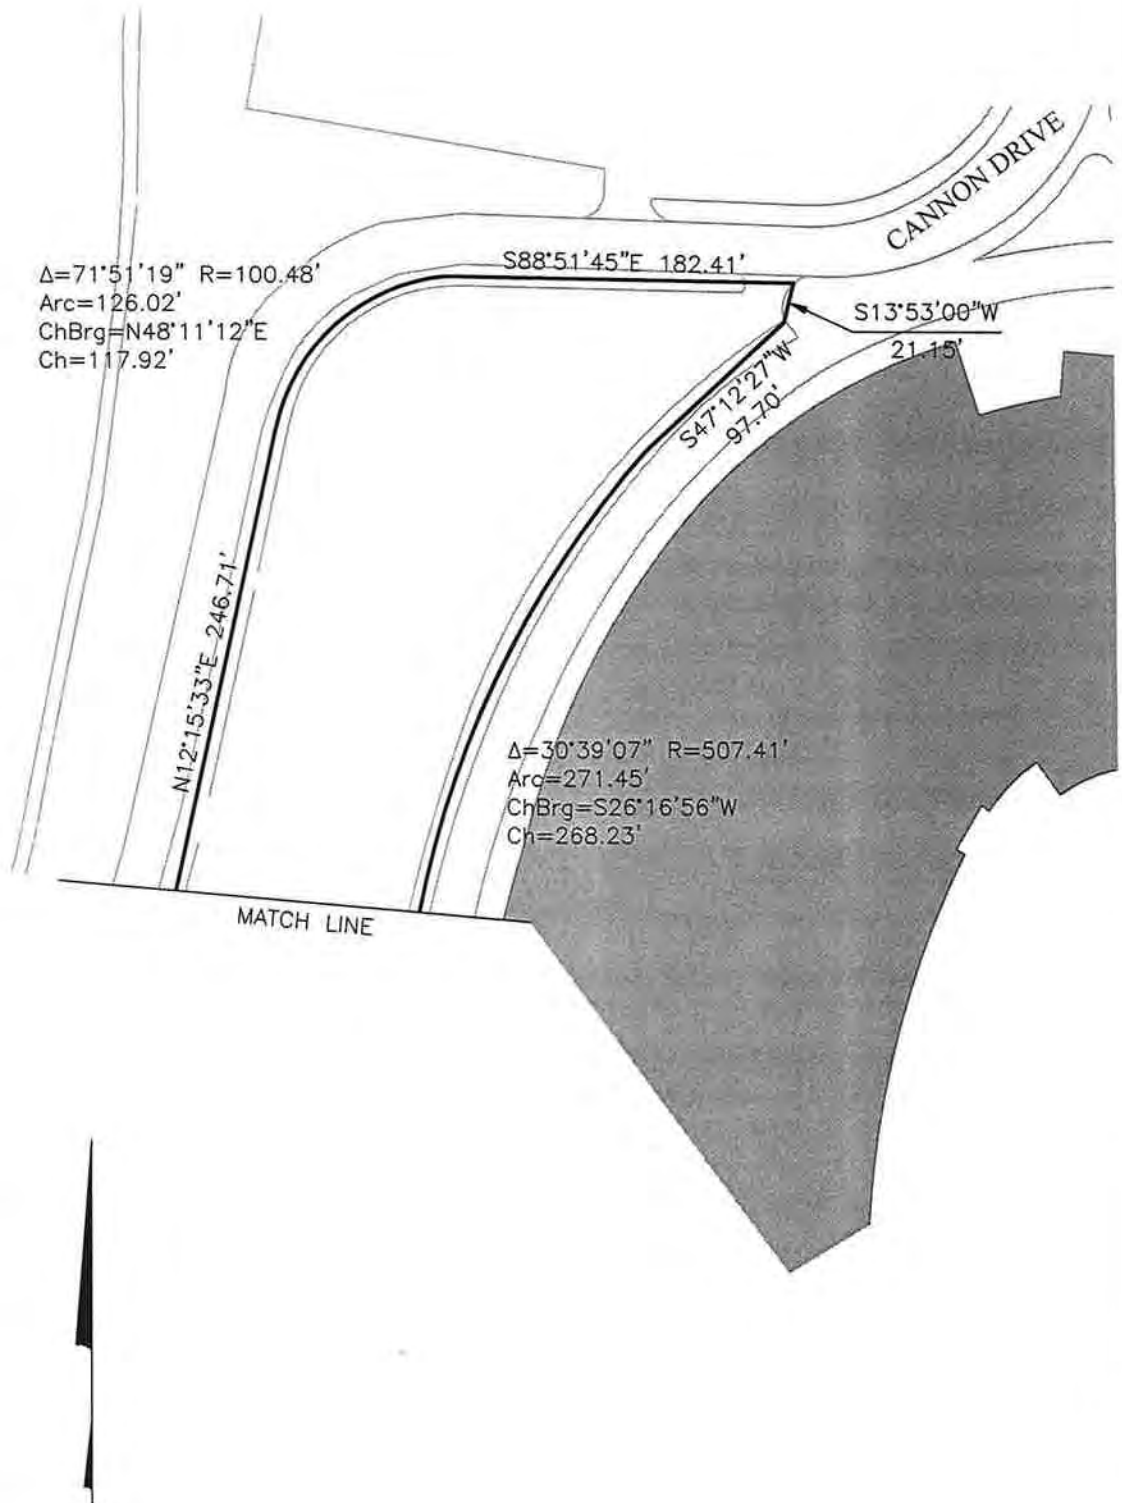 CANNON DRIVE
S88°51'45"E 182.41'
Δ=71°51'19" R=100.48'
Arc=126.02'
ChBrg=N48°11'12"E
Ch=117.92'
S13°53'00"W
21.15'
S47°12'27"W
97.70'
N12°15'33"E 246.71'
Δ=30°39'07" R=507.41'
Arc=271.45'
ChBrg=S26°16'56"W
Ch=268.23'
MATCH LINE